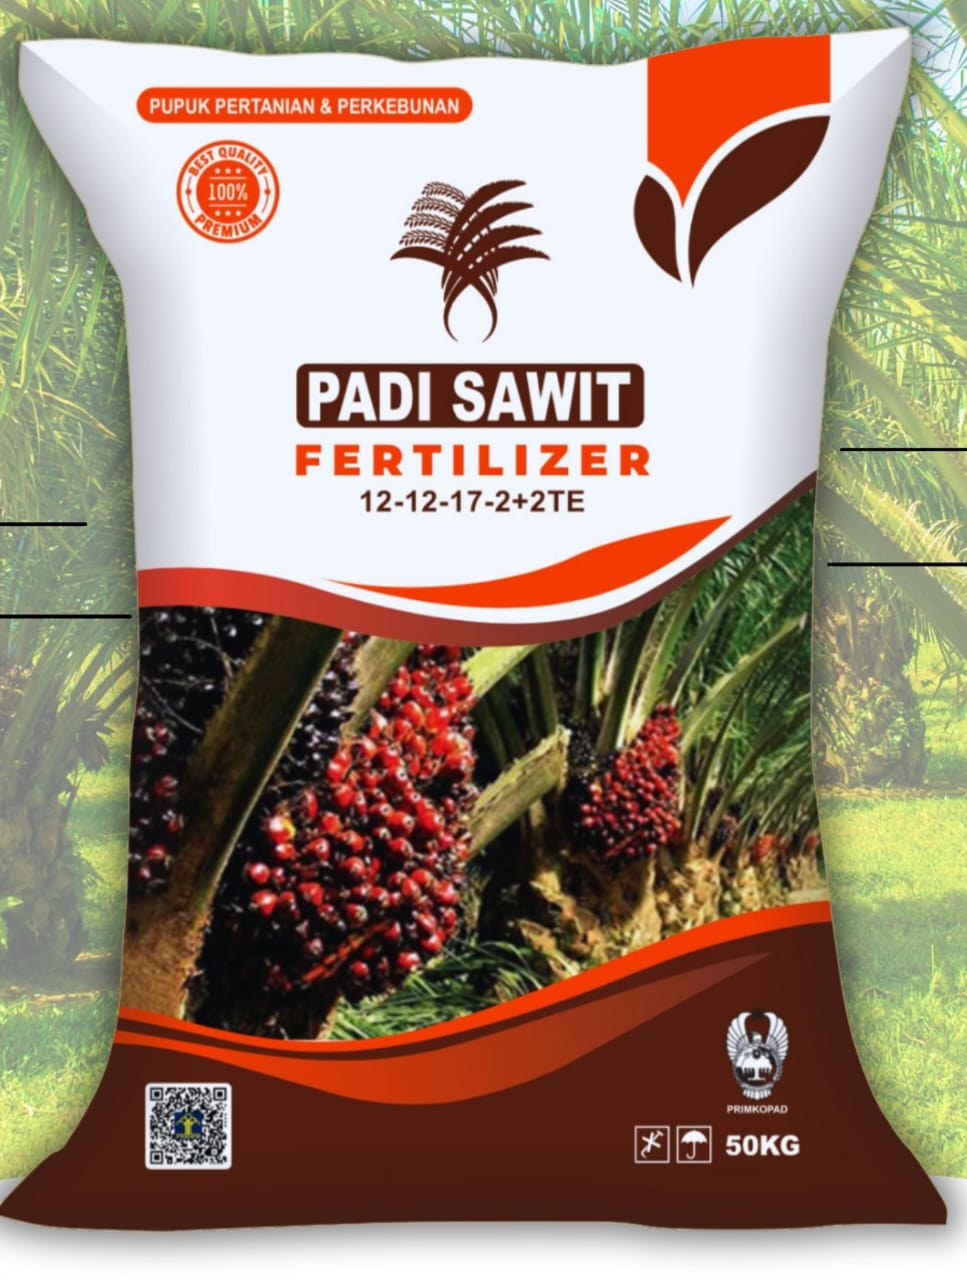 PUPUK PERTANIAN & PERKEBUNAN
BEST QUALITY
100%
PREMIUM
PADI SAWIT
FERTILIZER
12-12-17-2+2TE
PRIMKOPAD
50KG